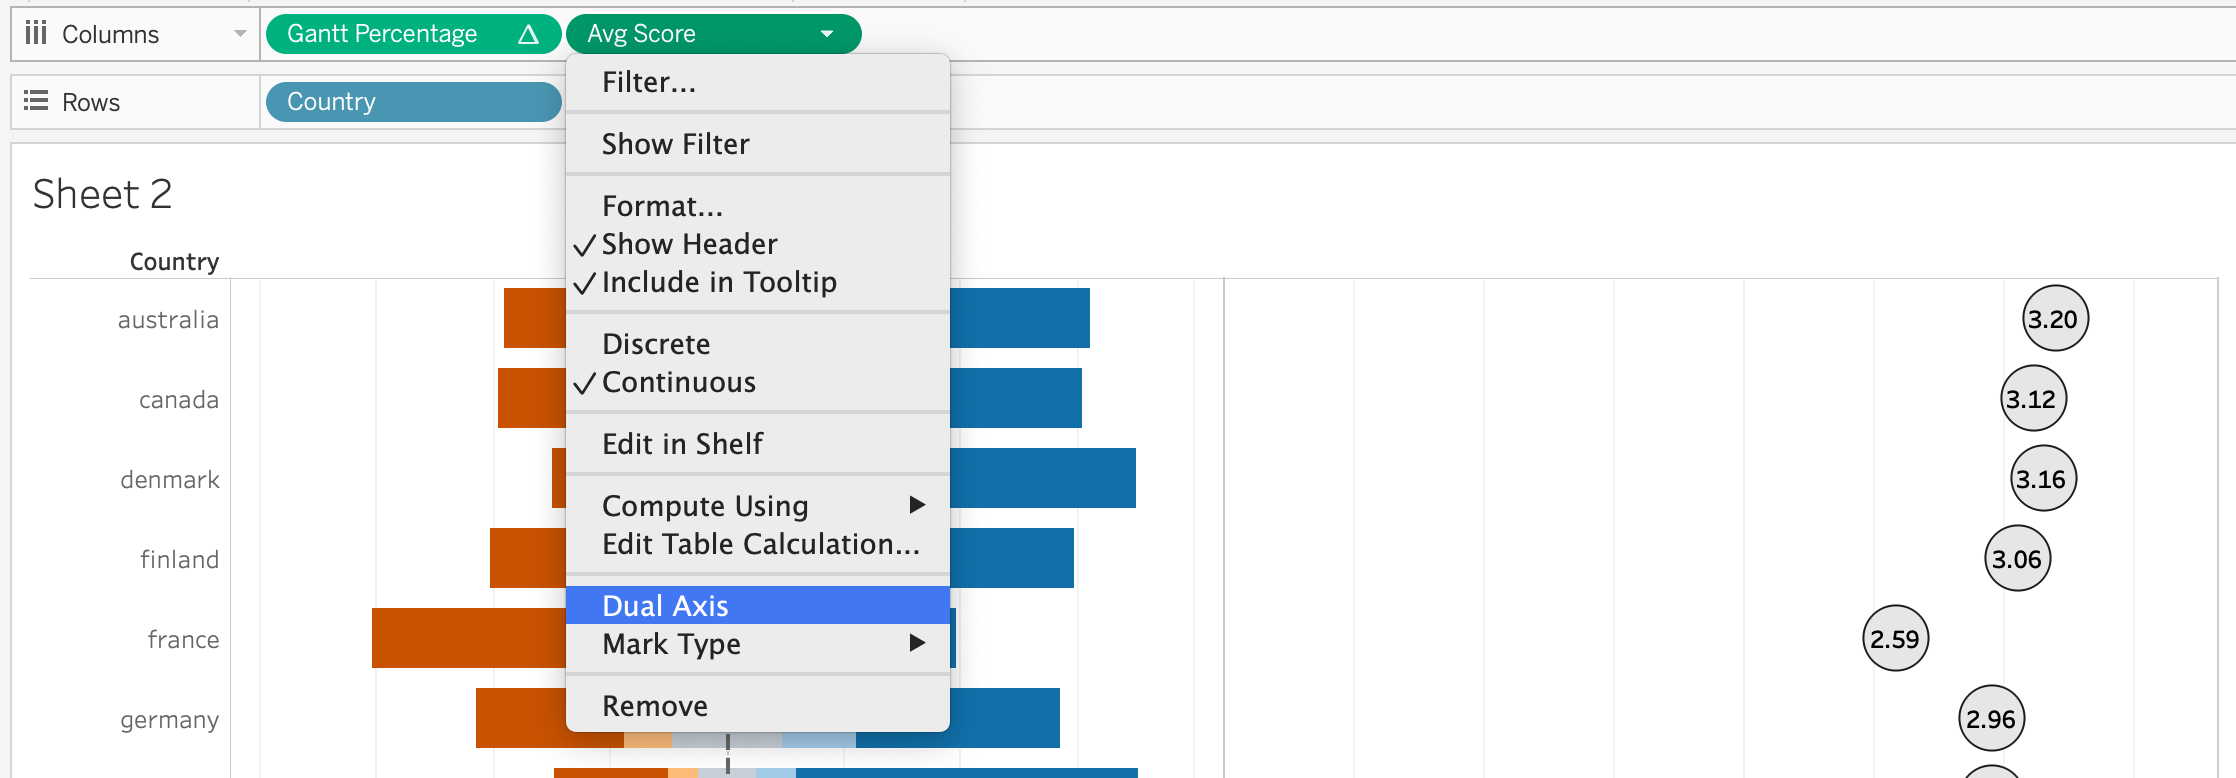 Columns
Gantt Percentage
Avg Score
Rows
Country
Filter...
Show Filter
Format...
Show Header
Include in Tooltip
Discrete
Continuous
Edit in Shelf
Compute Using
Edit Table Calculation...
Dual Axis
Mark Type
Remove
Sheet 2
Country
australia
3.20
canada
3.12
denmark
3.16
finland
3.06
france
2.59
germany
2.96